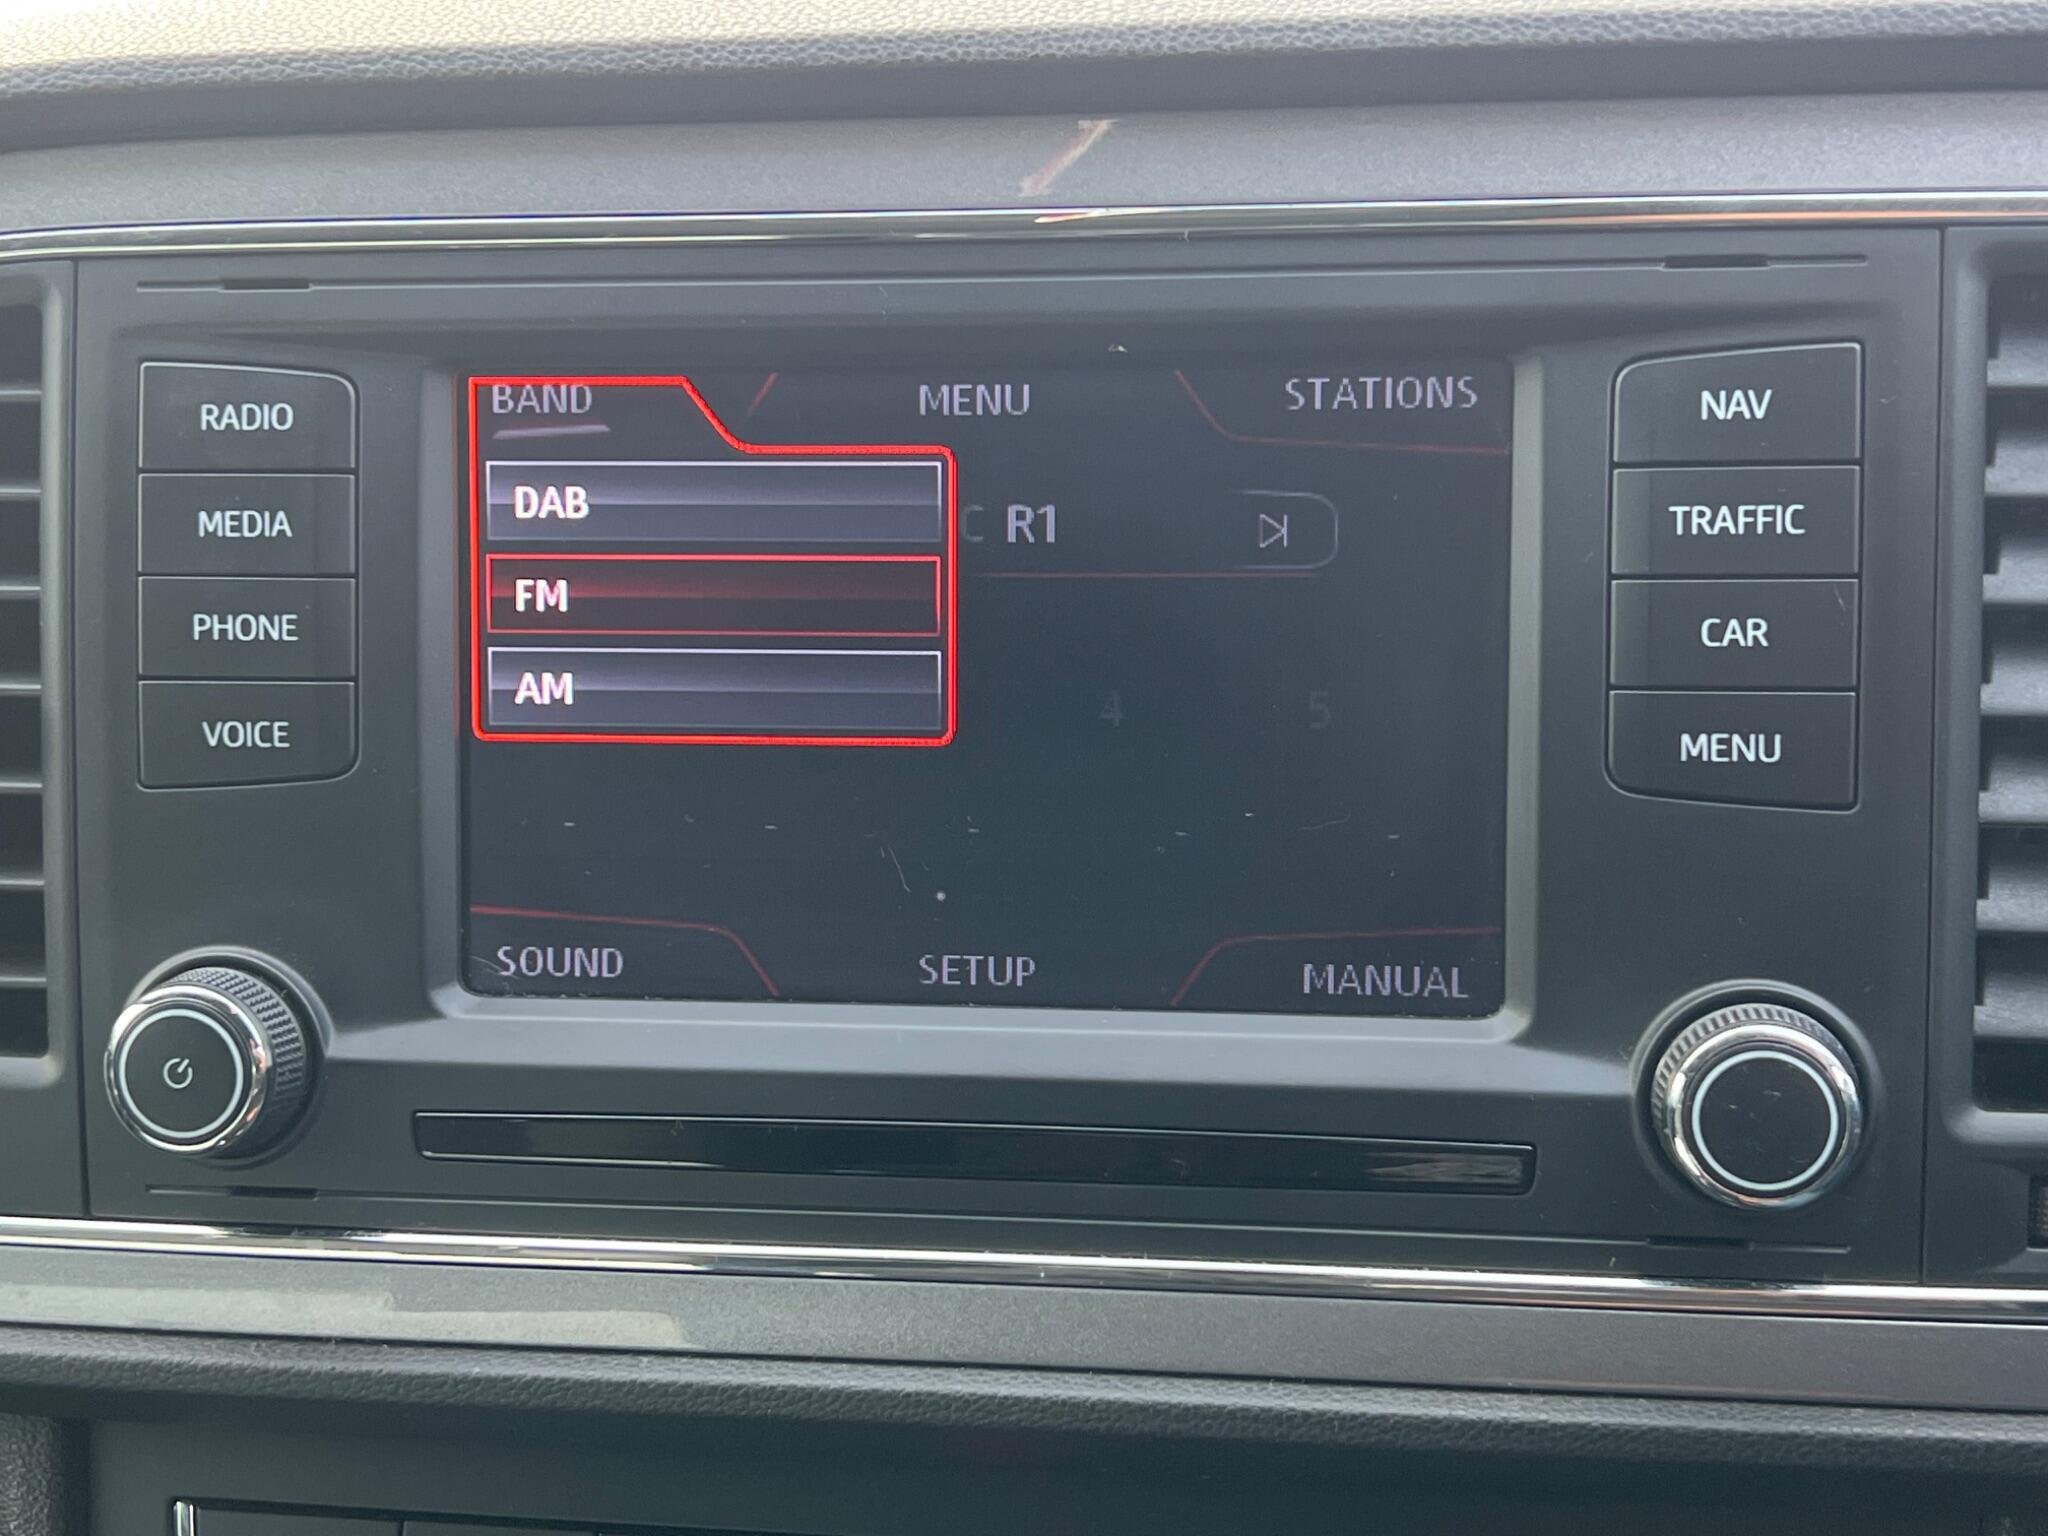 BAND
MENU
STATIONS
DAB
FM
AM
C R1
4
5
SOUND
SETUP
MANUAL
RADIO
MEDIA
PHONE
VOICE
NAV
TRAFFIC
CAR
MENU